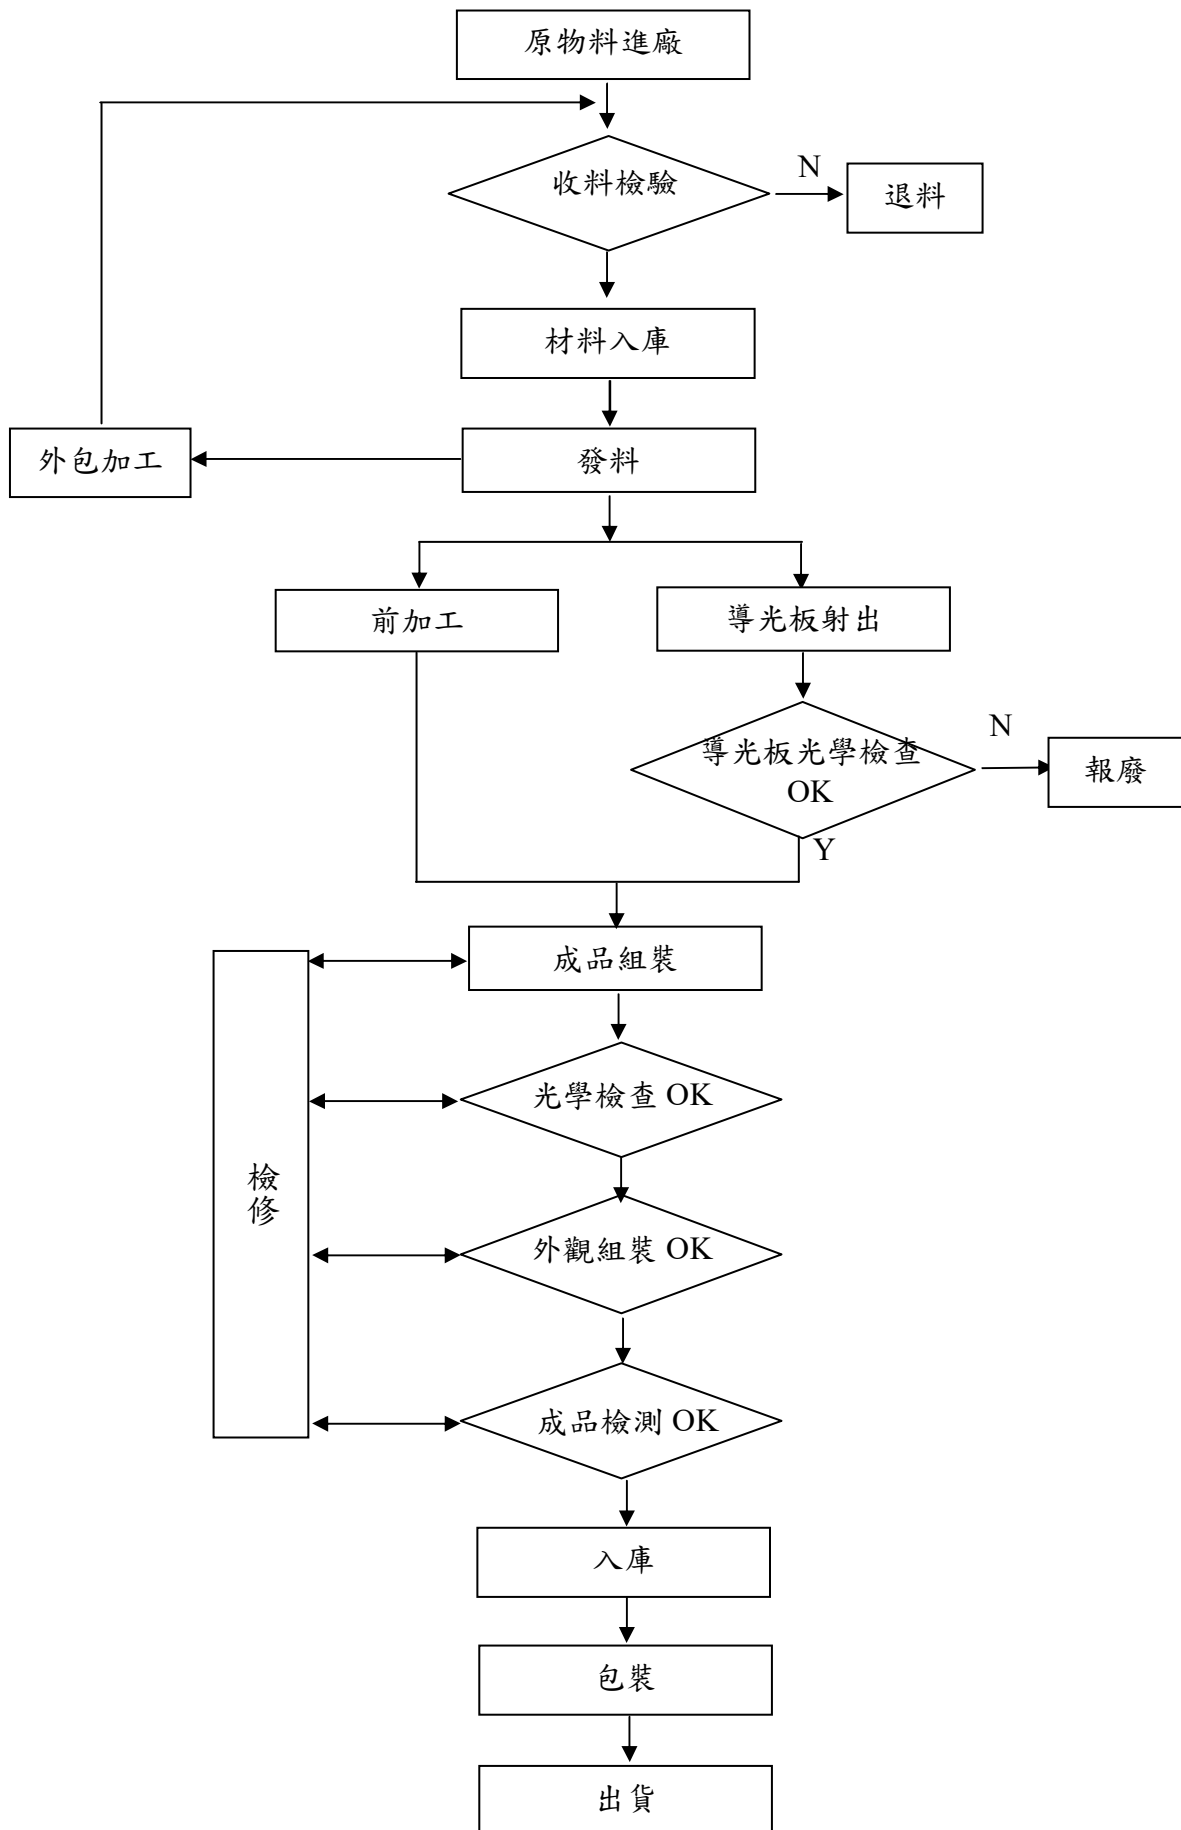 原物料進廠
收料檢驗
N
退料
材料入庫
外包加工
發料
前加工
導光板射出
導光板光學檢查
OK
N
報廢
Y
成品組裝
光學檢查 OK
檢
修
外觀組裝 OK
成品檢測 OK
入庫
包裝
出貨